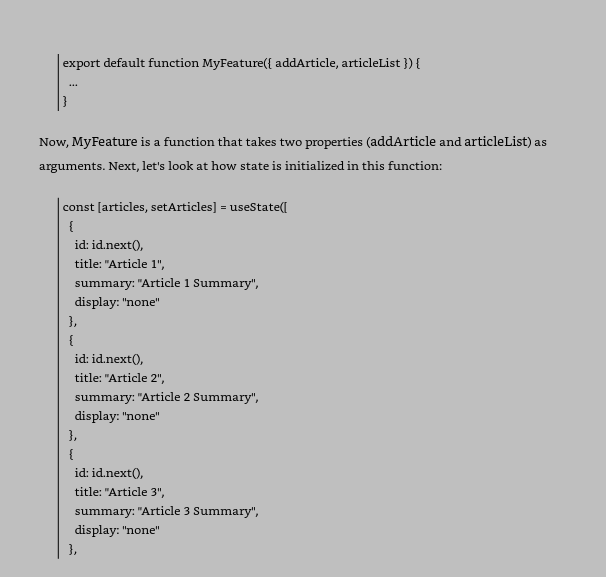 export default function MyFeature({ addArticle, articleList }) {
  ...
}
Now, MyFeature is a function that takes two properties (addArticle and articleList) as
arguments. Next, let's look at how state is initialized in this function:
const [articles, setArticles] = useState([
  {
    id: id.next(),
    title: "Article 1",
    summary: "Article 1 Summary",
    display: "none"
  },
  {
    id: id.next(),
    title: "Article 2",
    summary: "Article 2 Summary",
    display: "none"
  },
  {
    id: id.next(),
    title: "Article 3",
    summary: "Article 3 Summary",
    display: "none"
  },